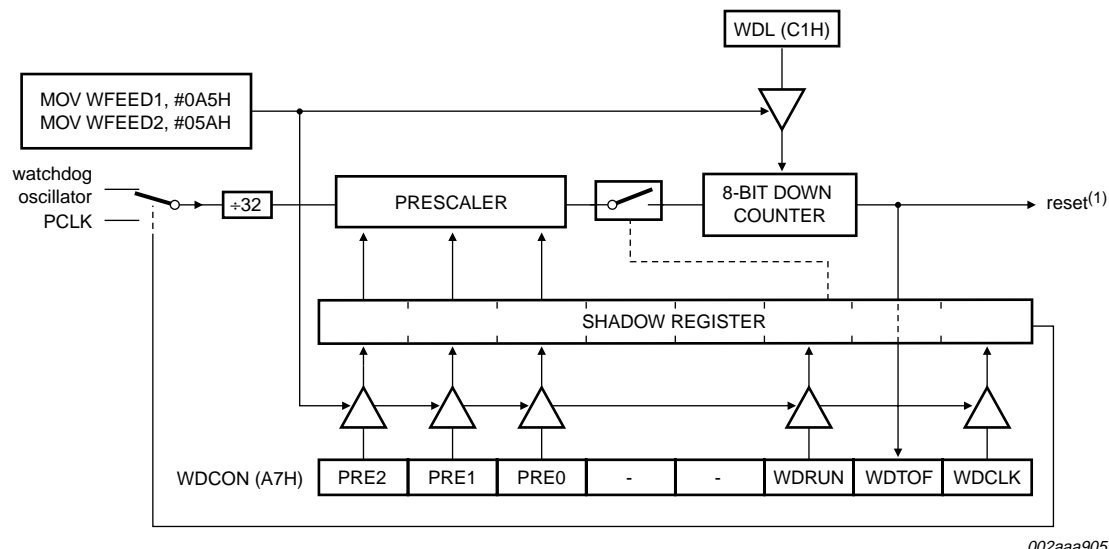 WDL (C1H)
MOV WFEED1, #0A5H
MOV WFEED2, #05AH
watchdog
oscillator
PCLK
÷32
PRESCALER
8-BIT DOWN
COUNTER
reset(1)
SHADOW REGISTER
WDCON (A7H)
PRE2
PRE1
PRE0
-
-
WDRUN
WDTOF
WDCLK
002aaa905